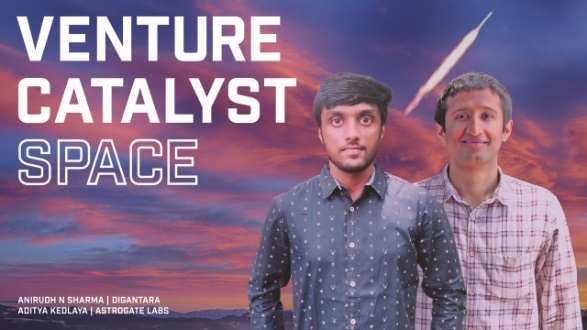 VENTURE
CATALYST
SPACE
ANIRUDH N SHARMA | DIGANTARA
ADITYA KEDLAYA | ASTROGATE LABS